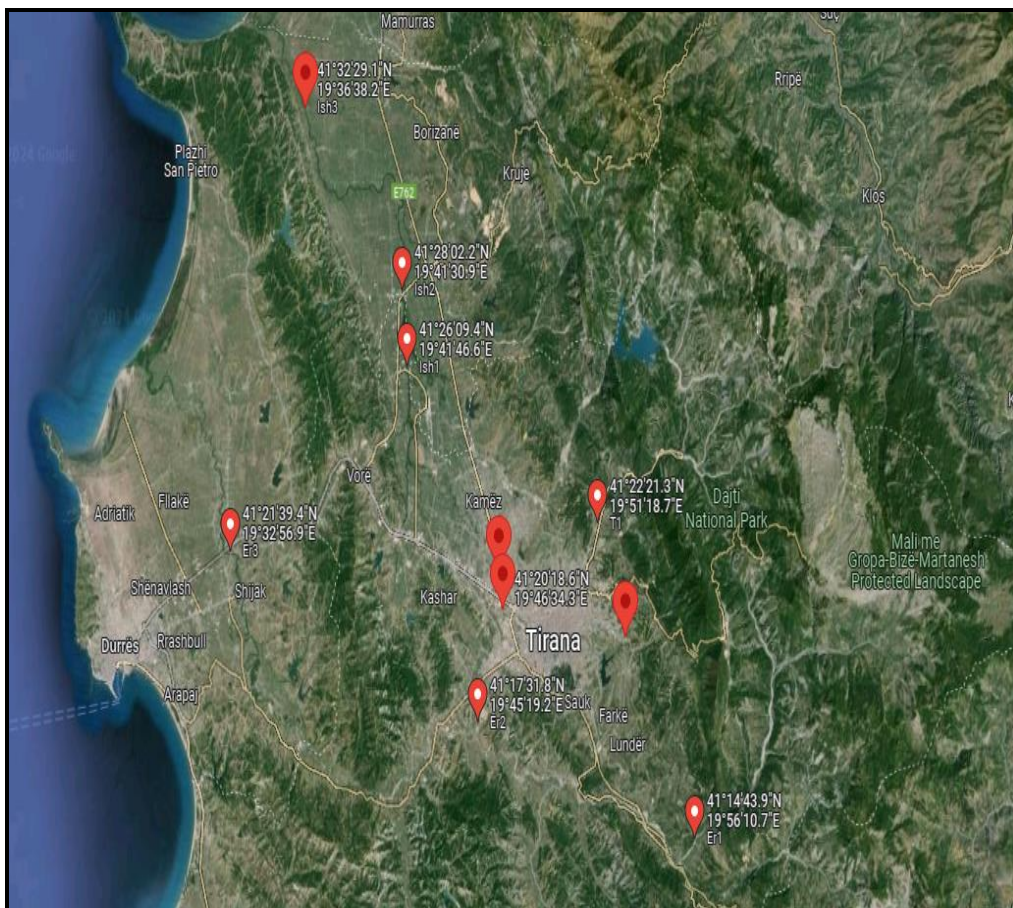 Mamurras
Suç
41°32'29.1"N
19°36'38.2"E
Ish3
Rripë
Borizanë
Plazhi
San Pietro
Krujë
E762
Klos
41°28'02.2"N
19°41'30.9"E
Ish2
41°26'09.4"N
19°41'46.6"E
Ish1
Vorë
Kamëz
41°22'21.3"N
19°51'18.7"E
T1
Dajti
National Park
Adriatik
Fllakë
41°21'39.4"N
19°32'56.9"E
Er3
Mali me
Gropa-Bizë-Martanesh
Protected Landscape
Shënavlash
Shijak
Kashar
41°20'18.6"N
19°46'34.3"E
Durrës
Rrashbull
Tirana
Arapaj
41°17'31.8"N
19°45'19.2"E
Er2
Sauk
Farkë
Lundër
41°14'43.9"N
19°56'10.7"E
Er1